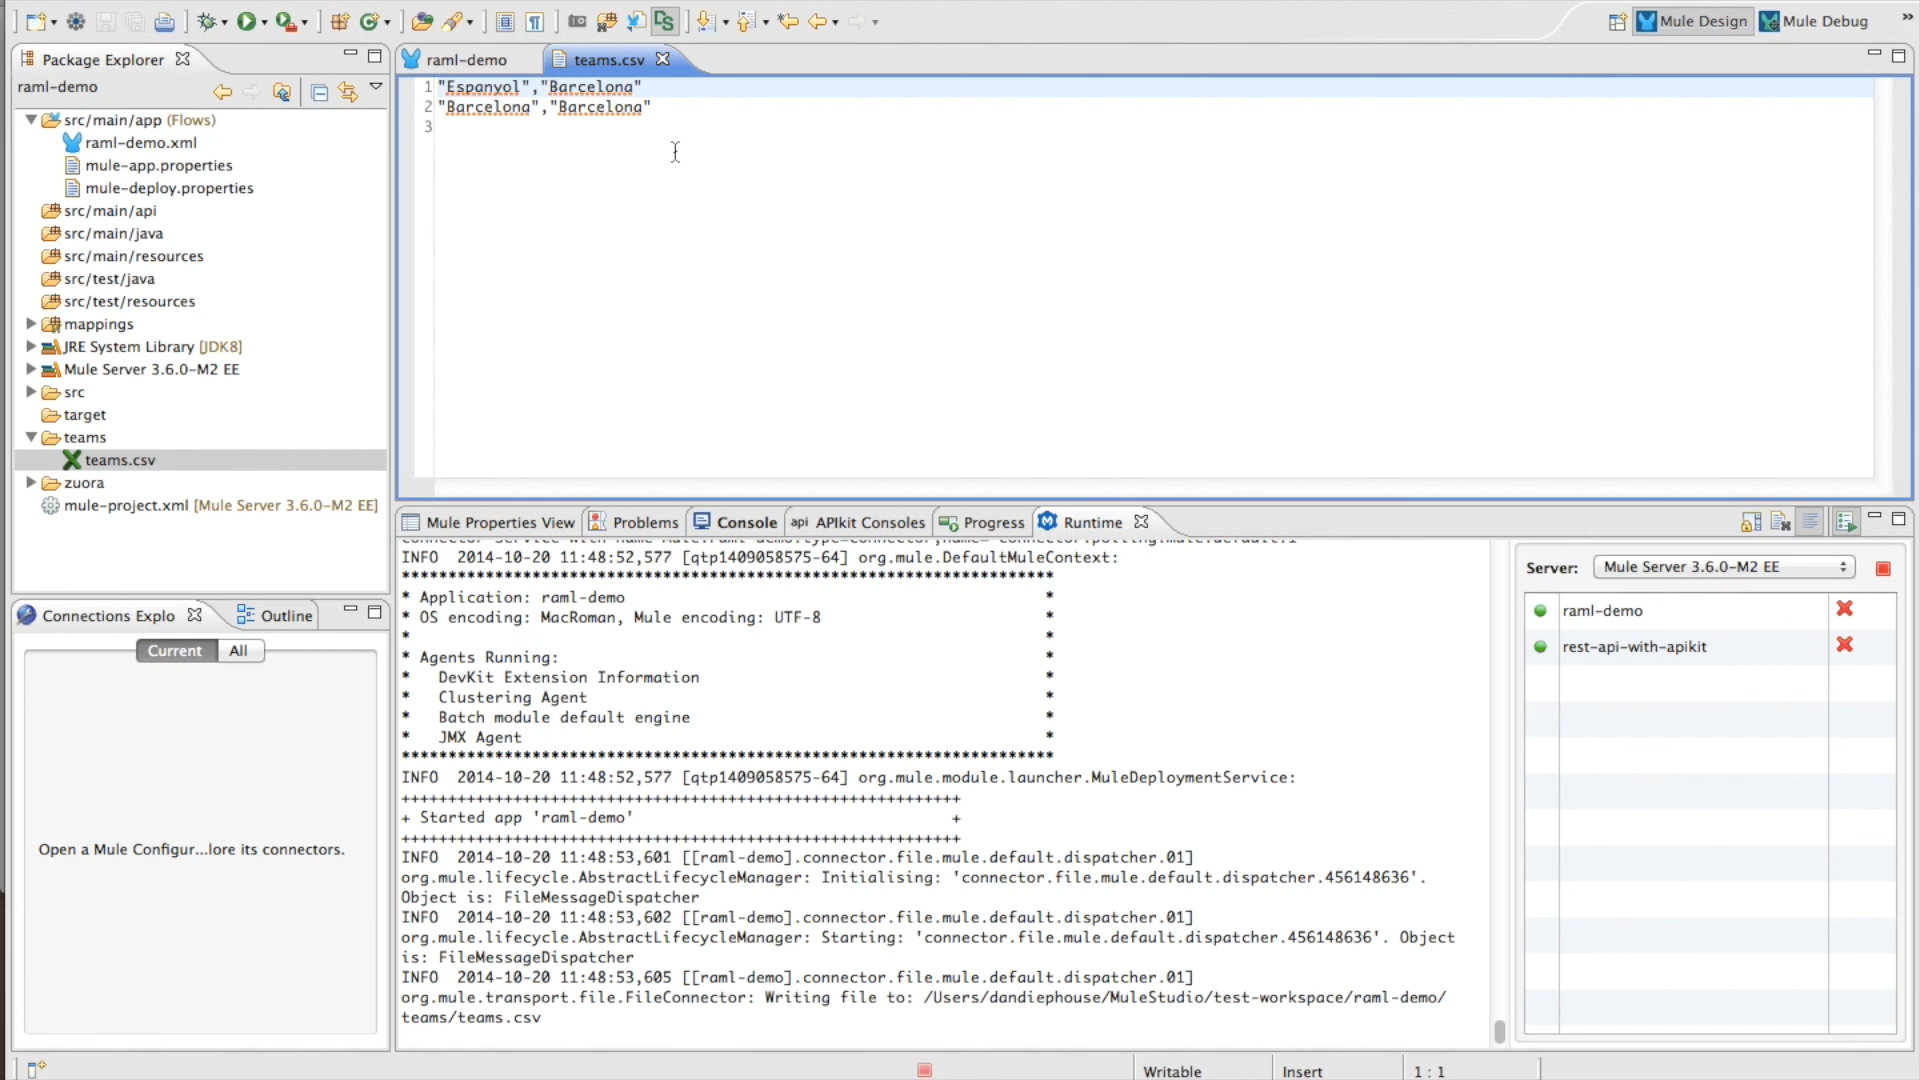 Mule Design
Mule Debug
»
Package Explorer
raml-demo
src/main/app (Flows)
raml-demo.xml
mule-app.properties
mule-deploy.properties
src/main/api
src/main/java
src/main/resources
src/test/java
src/test/resources
mappings
JRE System Library [JDK8]
Mule Server 3.6.0-M2 EE
src
target
teams
teams.csv
zuora
mule-project.xml [Mule Server 3.6.0-M2 EE]
raml-demo
teams.csv
1 "Espanyol","Barcelona"
2 "Barcelona","Barcelona"
3
Connections Explo
Outline
Current
All
Open a Mule Configur...lore its connectors.
Mule Properties View
Problems
Console
api APIkit Consoles
Progress
Runtime
INFO 2014-10-20 11:48:52,577 [qtp1409058575-64] org.mule.DefaultMuleContext:
**********************************************************************
* Application: raml-demo *
* OS encoding: MacRoman, Mule encoding: UTF-8 *
* *
* Agents Running: *
* DevKit Extension Information *
* Clustering Agent *
* Batch module default engine *
* JMX Agent *
**********************************************************************
INFO 2014-10-20 11:48:52,577 [qtp1409058575-64] org.mule.module.launcher.MuleDeploymentService:
++++++++++++++++++++++++++++++++++++++++++++++++++++++++++++
+ Started app 'raml-demo' +
++++++++++++++++++++++++++++++++++++++++++++++++++++++++++++
INFO 2014-10-20 11:48:53,601 [[raml-demo].connector.file.mule.default.dispatcher.01]
org.mule.lifecycle.AbstractLifecycleManager: Initialising: 'connector.file.mule.default.dispatcher.456148636'.
Object is: FileMessageDispatcher
INFO 2014-10-20 11:48:53,602 [[raml-demo].connector.file.mule.default.dispatcher.01]
org.mule.lifecycle.AbstractLifecycleManager: Starting: 'connector.file.mule.default.dispatcher.456148636'. Object
is: FileMessageDispatcher
INFO 2014-10-20 11:48:53,605 [[raml-demo].connector.file.mule.default.dispatcher.01]
org.mule.transport.file.FileConnector: Writing file to: /Users/dandiephouse/MuleStudio/test-workspace/raml-demo/
teams/teams.csv
Server: Mule Server 3.6.0-M2 EE
raml-demo
rest-api-with-apikit
Writable
Insert
1 : 1